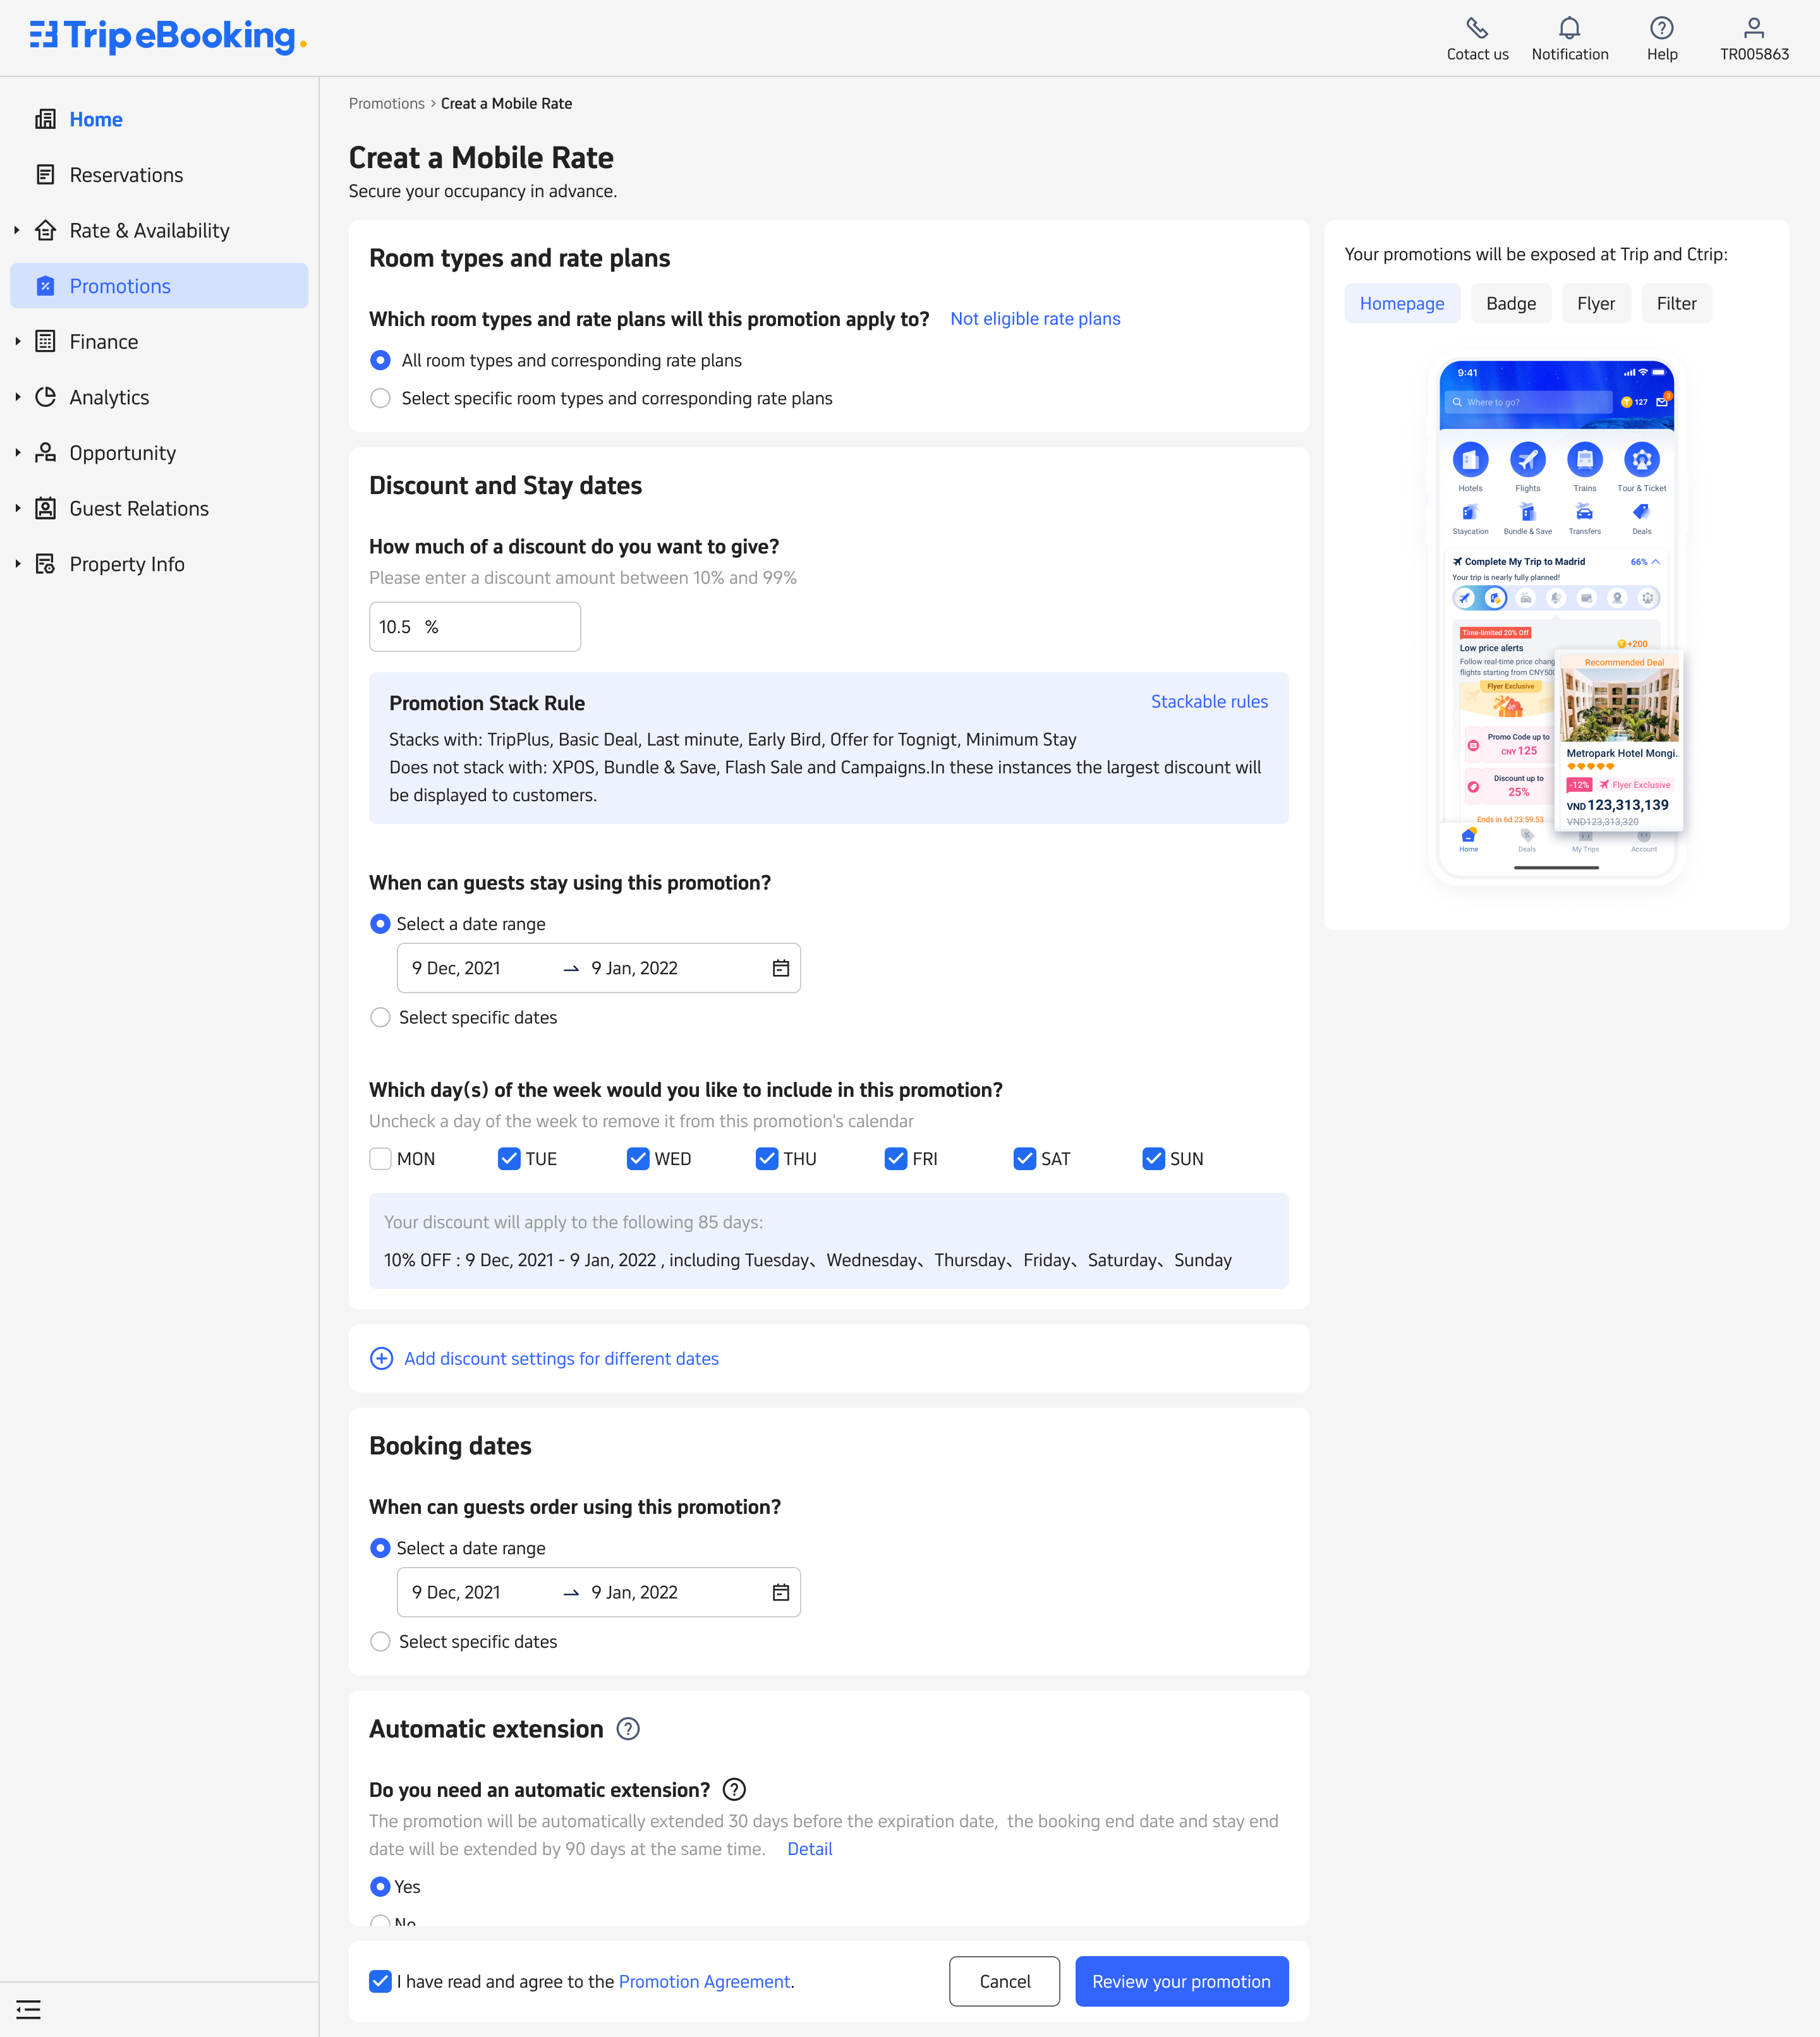 Trip eBooking.
Cotact us
Notification
Help
TR005863
Home
Reservations
Rate & Availability
Promotions
Finance
Analytics
Opportunity
Guest Relations
Property Info
Promotions > Creat a Mobile Rate
Creat a Mobile Rate
Secure your occupancy in advance.
Room types and rate plans
Which room types and rate plans will this promotion apply to? Not eligible rate plans
All room types and corresponding rate plans
Select specific room types and corresponding rate plans
Discount and Stay dates
How much of a discount do you want to give?
Please enter a discount amount between 10% and 99%
10.5 %
Promotion Stack Rule
Stackable rules
Stacks with: TripPlus, Basic Deal, Last minute, Early Bird, Offer for Tognigt, Minimum Stay
Does not stack with: XPOS, Bundle & Save, Flash Sale and Campaigns.In these instances the largest discount will
be displayed to customers.
When can guests stay using this promotion?
Select a date range
9 Dec, 2021 → 9 Jan, 2022
Select specific dates
Which day(s) of the week would you like to include in this promotion?
Uncheck a day of the week to remove it from this promotion's calendar
MON TUE WED THU FRI SAT SUN
Your discount will apply to the following 85 days:
10% OFF : 9 Dec, 2021 - 9 Jan, 2022 , including Tuesday、Wednesday、Thursday、Friday、Saturday、Sunday
Add discount settings for different dates
Booking dates
When can guests order using this promotion?
Select a date range
9 Dec, 2021 → 9 Jan, 2022
Select specific dates
Automatic extension ?
Do you need an automatic extension? ?
The promotion will be automatically extended 30 days before the expiration date, the booking end date and stay end
date will be extended by 90 days at the same time. Detail
Yes
No
I have read and agree to the Promotion Agreement.
Cancel
Review your promotion
Your promotions will be exposed at Trip and Ctrip:
Homepage
Badge
Flyer
Filter
9:41
Where to go?
127
3
Hotels
Flights
Trains
Tour & Ticket
Staycation
Bundle & Save
Transfers
Deals
Complete My Trip to Madrid
66%
Your trip is nearly fully planned!
Time-limited 20% Off
Low price alerts
+200
Follow real-time price chang
flights starting from CNY500
Flyer Exclusive
Promo Code up to
CNY 125
Discount up to
25%
Ends in 6d 23:59:53
Recommended Deal
Metropark Hotel Mongi..
-12%
Flyer Exclusive
VND 123,313,139
VND123,313,320
Home
Deals
My Trips
Account